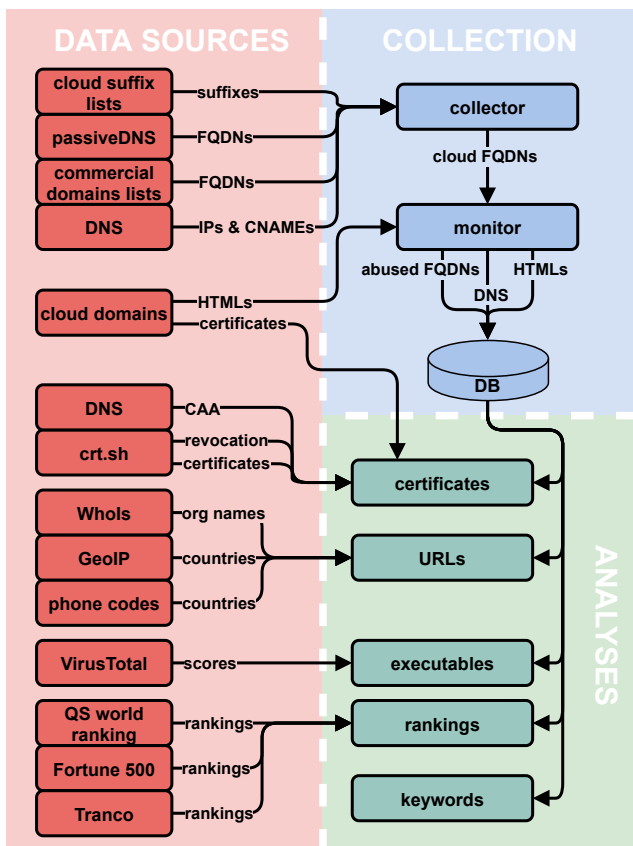 DATA SOURCES
COLLECTION
cloud suffix
lists
suffixes
passiveDNS
FQDNs
commercial
domains lists
FQDNs
DNS
IPs & CNAMEs
collector
cloud FQDNs
monitor
abused FQDNs
HTMLs
DNS
DB
cloud domains
HTMLs
certificates
DNS
CAA
crt.sh
revocation
certificates
certificates
WhoIs
org names
GeoIP
countries
URLs
phone codes
countries
ANALYSES
VirusTotal
scores
executables
QS world
ranking
rankings
rankings
Fortune 500
rankings
Tranco
rankings
keywords